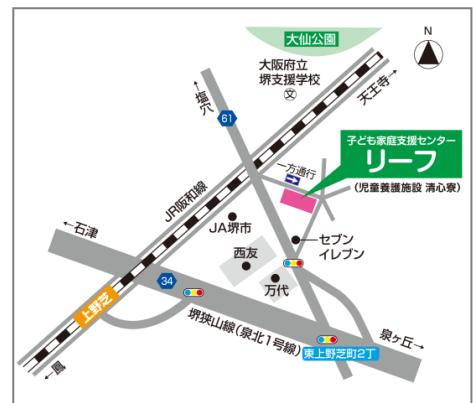 大仙公園
N
大阪府立
堺支援学校
文
天王寺→
←塩穴
61
子ども家庭支援センター
リーフ
(児童養護施設 清心寮)
一方通行
JR阪和線
JA堺市
←石津
セブン
イレブン
西友
34
万代
上野芝
堺狭山線(泉北1号線)
泉ヶ丘→
東上野芝町2丁
←鳳